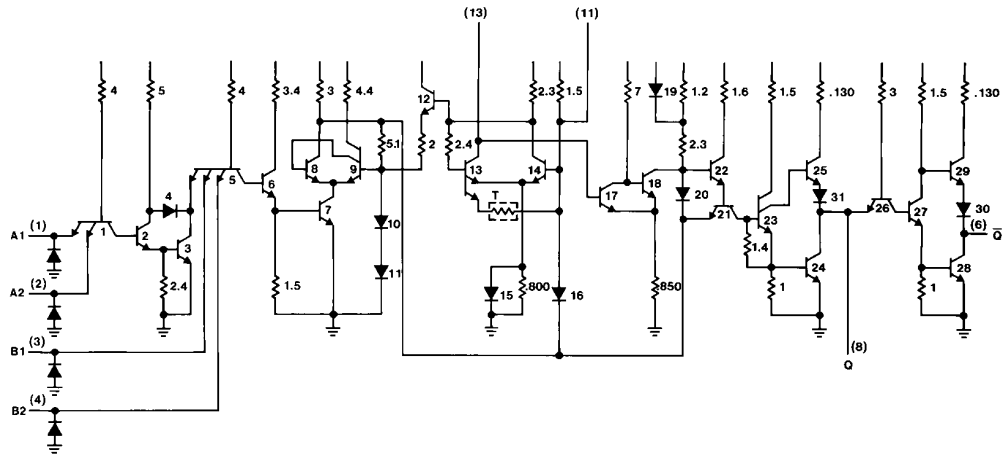 (13) (11)
4 5 4 3.4 3 4.4 12 2.3 1.5 7 19 1.2 1.6 1.5 .130 3 1.5 .130
5.1 2 2.4 2.3 22 25 29
4 5 6 8 9 13 14 17 18 20 31 26 30
T 21 23 27 (6) Q
A1 (1) 1 2 3 7 10 1.4 24 28
2.4 1.5 11 15 .800 16 850 1 1
A2 (2)
B1 (3)
(8)
Q
B2 (4)